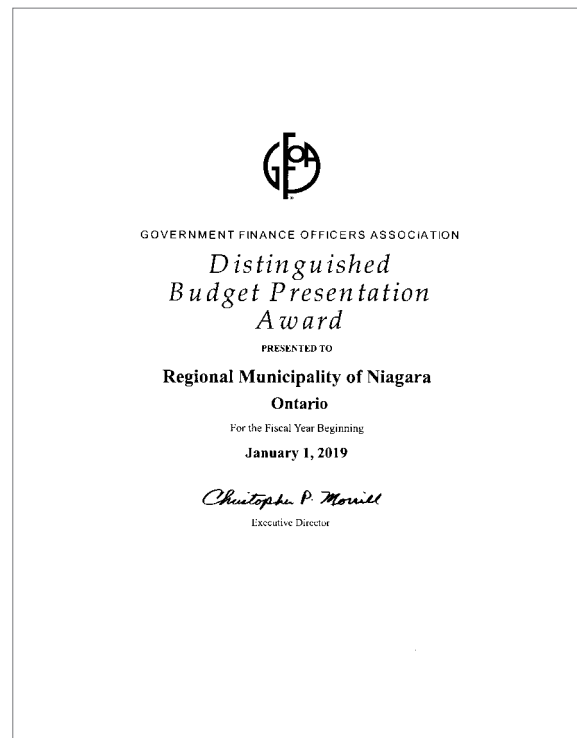 GFOA
GOVERNMENT FINANCE OFFICERS ASSOCIATION
Distinguished
Budget Presentation
Award
PRESENTED TO
Regional Municipality of Niagara
Ontario
For the Fiscal Year Beginning
January 1, 2019
Christopher P. Morrill
Executive Director